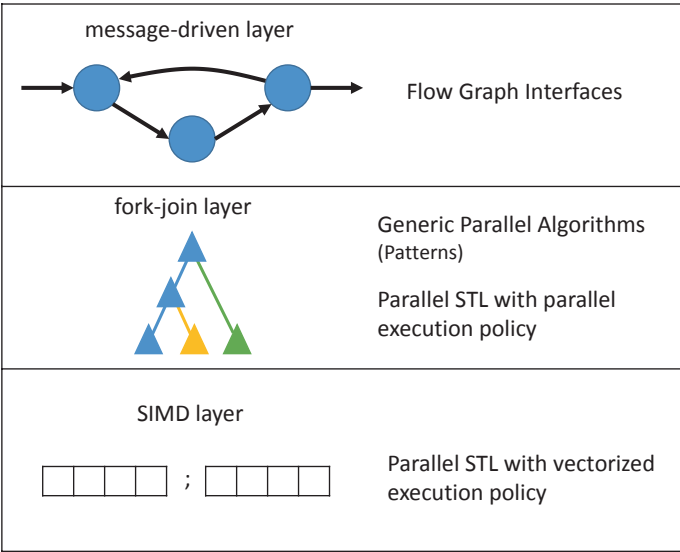 message-driven layer
Flow Graph Interfaces
fork-join layer
Generic Parallel Algorithms
(Patterns)
Parallel STL with parallel
execution policy
SIMD layer
;
Parallel STL with vectorized
execution policy